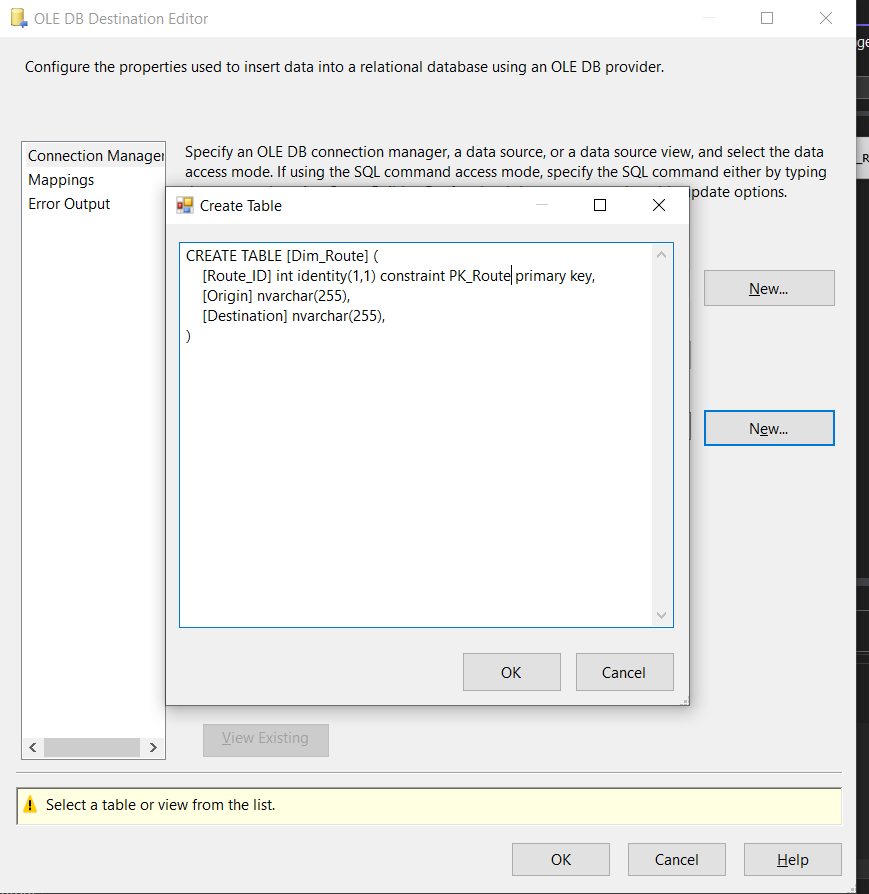 OLE DB Destination Editor
Configure the properties used to insert data into a relational database using an OLE DB provider.
Connection Manager
Mappings
Error Output
Specify an OLE DB connection manager, a data source, or a data source view, and select the data
access mode. If using the SQL command access mode, specify the SQL command either by typing
update options.
Create Table
CREATE TABLE [Dim_Route] (
[Route_ID] int identity(1,1) constraint PK_Route primary key,
[Origin] nvarchar(255),
[Destination] nvarchar(255),
)
New...
New...
OK
Cancel
View Existing
Select a table or view from the list.
OK
Cancel
Help